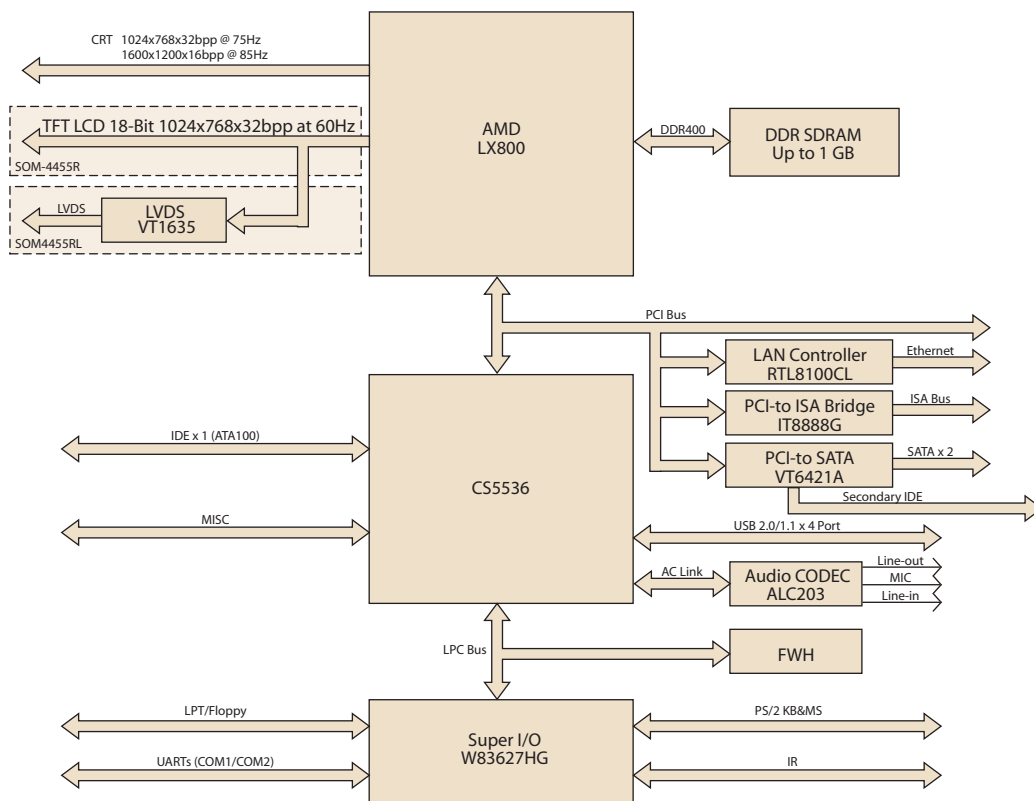 CRT 1024x768x32bpp @ 75Hz
1600x1200x16bpp @ 85Hz
TFT LCD 18-Bit 1024x768x32bpp at 60Hz
SOM-4455R
LVDS
LVDS
VT1635
SOM4455RL
AMD
LX800
DDR400
DDR SDRAM
Up to 1 GB
PCI Bus
LAN Controller
RTL8100CL
Ethernet
PCI-to ISA Bridge
IT8888G
ISA Bus
PCI-to SATA
VT6421A
SATA x 2
Secondary IDE
IDE x 1 (ATA100)
MISC
CS5536
USB 2.0/1.1 x 4 Port
AC Link
Audio CODEC
ALC203
Line-out
MIC
Line-in
LPC Bus
FWH
LPT/Floppy
UARTs (COM1/COM2)
Super I/O
W83627HG
PS/2 KB&MS
IR